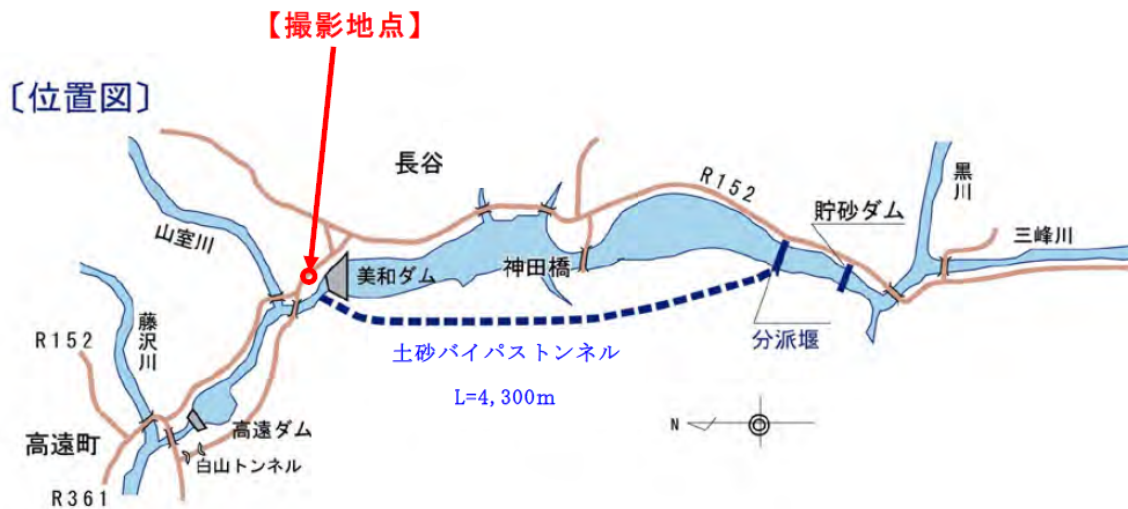 【撮影地点】
〔位置図〕
長谷
R152
黒川
貯砂ダム
三峰川
山室川
美和ダム
神田橋
藤沢川
R152
土砂バイパストンネル
分派堰
L=4,300m
N
高遠町
高遠ダム
白山トンネル
R361